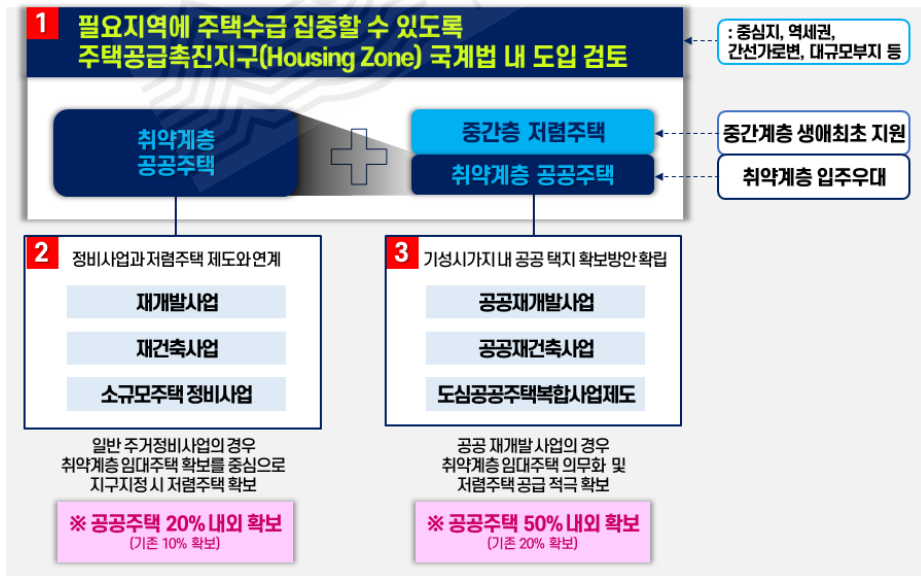 1
필요지역에 주택수급 집중할 수 있도록
주택공급촉진지구(Housing Zone) 국계법 내 도입 검토
: 중심지, 역세권,
간선가로변, 대규모부지 등
취약계층
공공주택
중간층 저렴주택
취약계층 공공주택
중간계층 생애최초 지원
취약계층 입주우대
2
정비사업과 저렴주택 제도와 연계
재개발사업
재건축사업
소규모주택 정비사업
일반 주거정비사업의 경우
취약계층 임대주택 확보를 중심으로
지구지정 시 저렴주택 확보
※ 공공주택 20% 내외 확보
(기존 10% 확보)
3
기성시가지 내 공공 택지 확보방안 확립
공공재개발사업
공공재건축사업
도심공공주택복합사업제도
공공 재개발 사업의 경우
취약계층 임대주택 의무화 및
저렴주택 공급 적극 확보
※ 공공주택 50% 내외 확보
(기존 20% 확보)